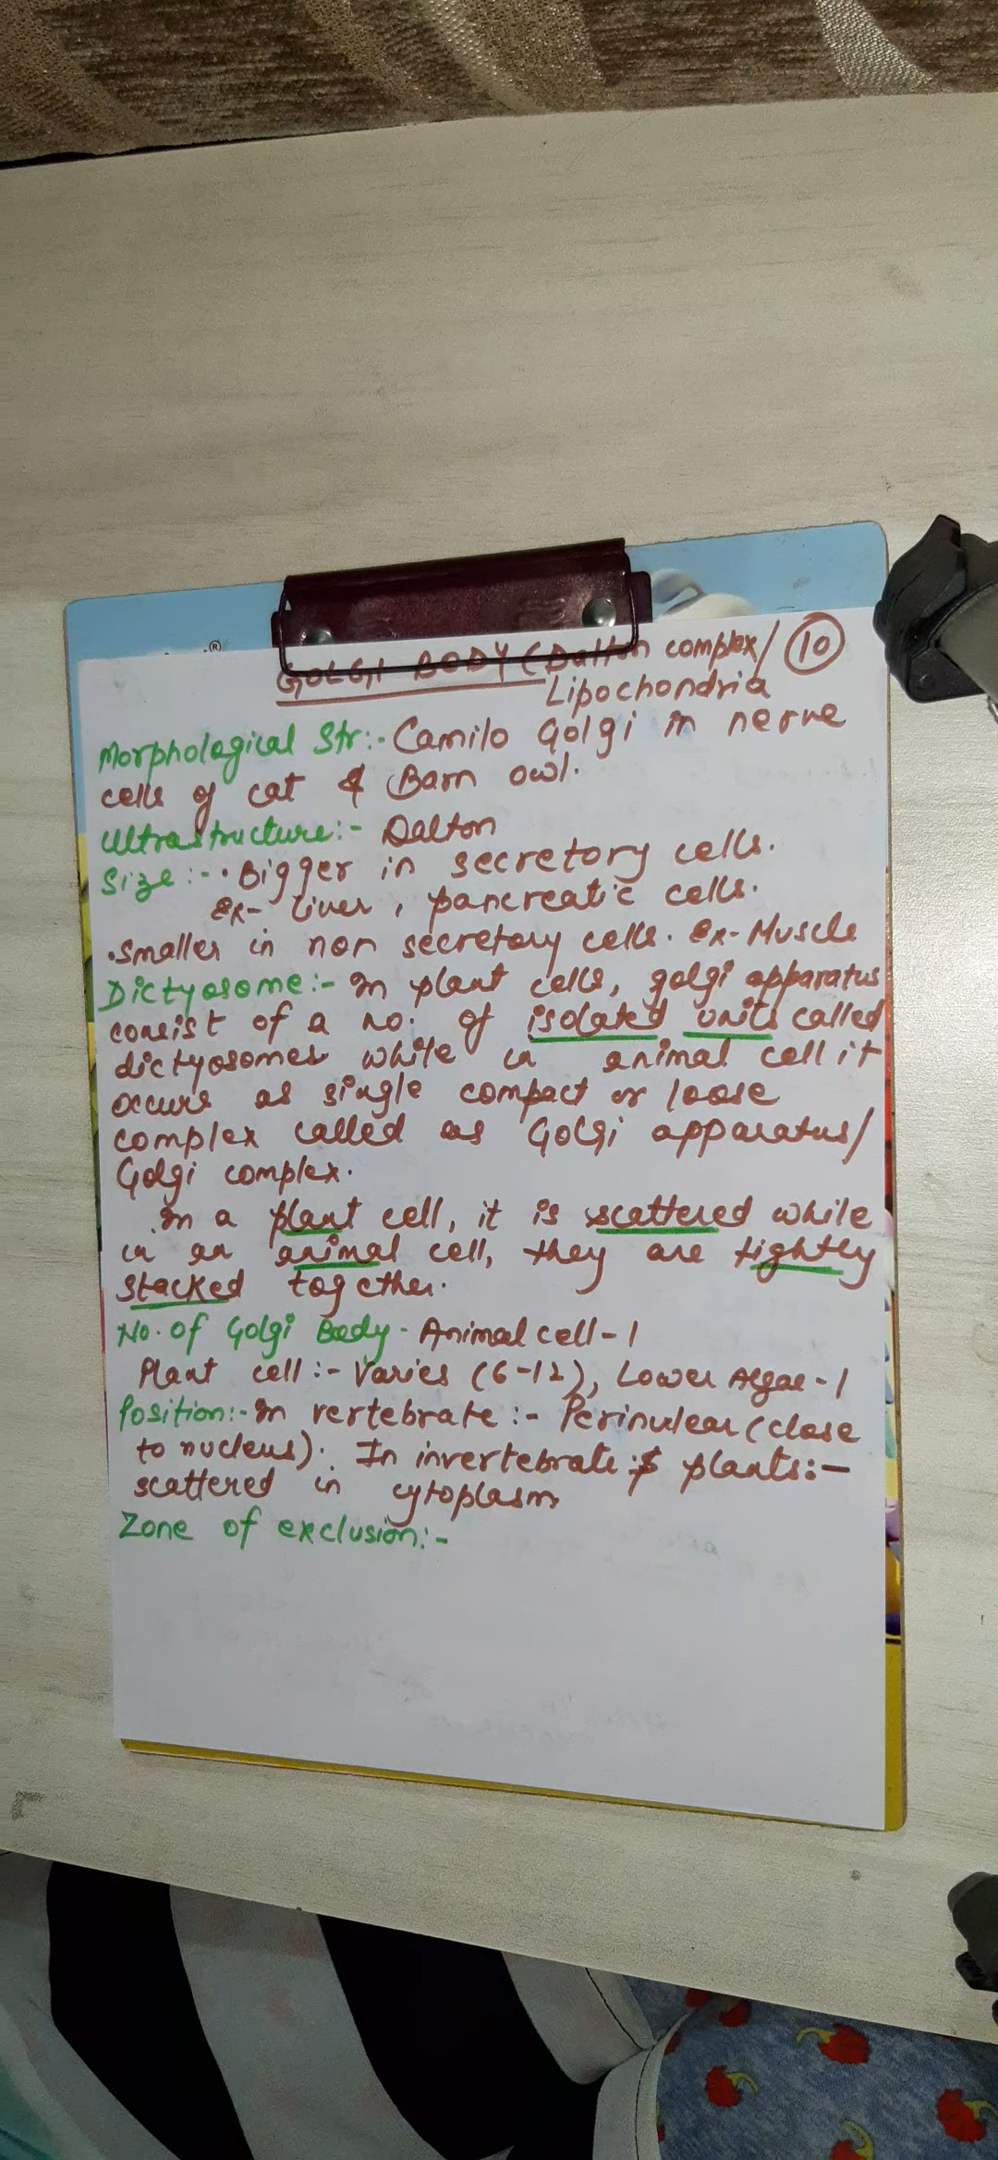 ®
GOLGI BODY (Dalton complex/ 10
Lipochondria
Morphological Str:- Camilo Golgi in nerve
cells of cat & Barn owl.
Ultrastructure:- Dalton
Size:- • Bigger in secretory cells.
Ex- Liver, pancreatic cells.
• Smaller in non secretory cells. Ex- Muscle
Dictyosome:- In plant cells, golgi apparatus
consist of a no. of isolated units called
dictyosomes while in animal cell it
occurs as single compact or loose
complex called as Golgi apparatus/
Golgi complex.
In a plant cell, it is scattered while
in an animal cell, they are tightly
stacked together.
No. of Golgi Body - Animal cell - 1
Plant cell:- Varies (6-12), Lower Algae - 1
Position:- In vertebrate:- Perinulear (close
to nucleus). In invertebrate & plants:-
scattered in cytoplasm
Zone of exclusion:-